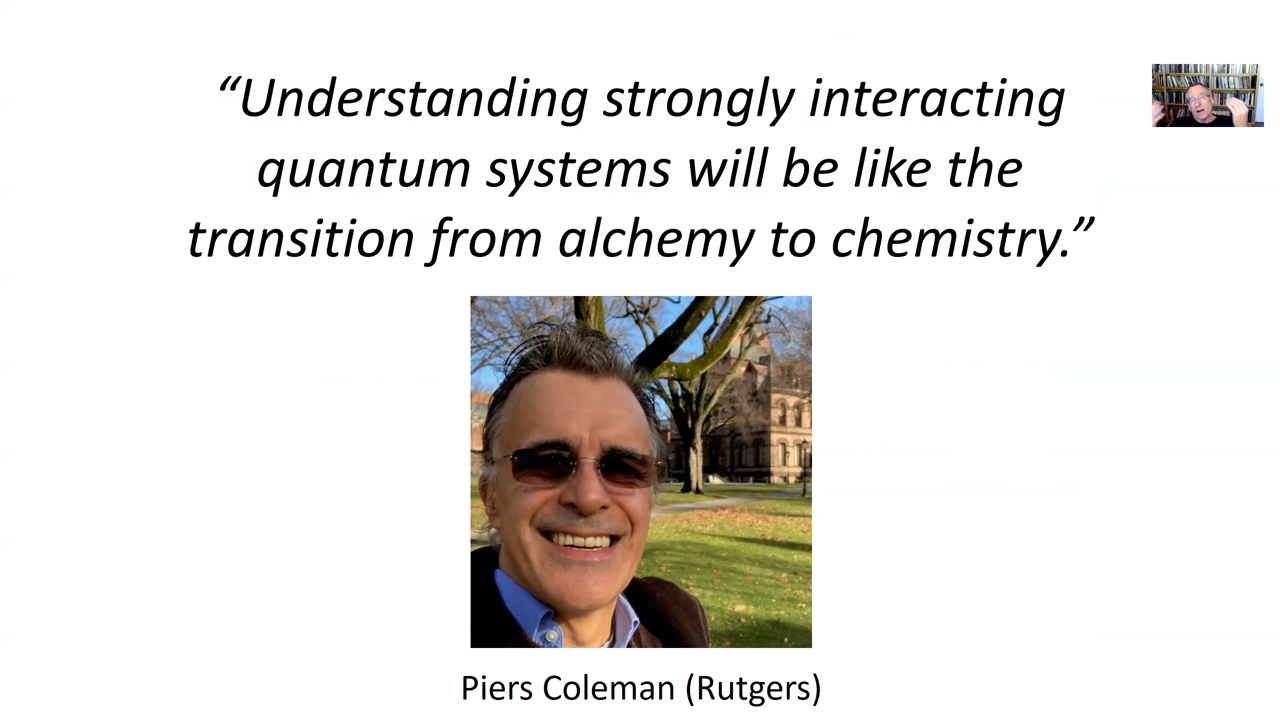 “Understanding strongly interacting
quantum systems will be like the
transition from alchemy to chemistry.”
Piers Coleman (Rutgers)